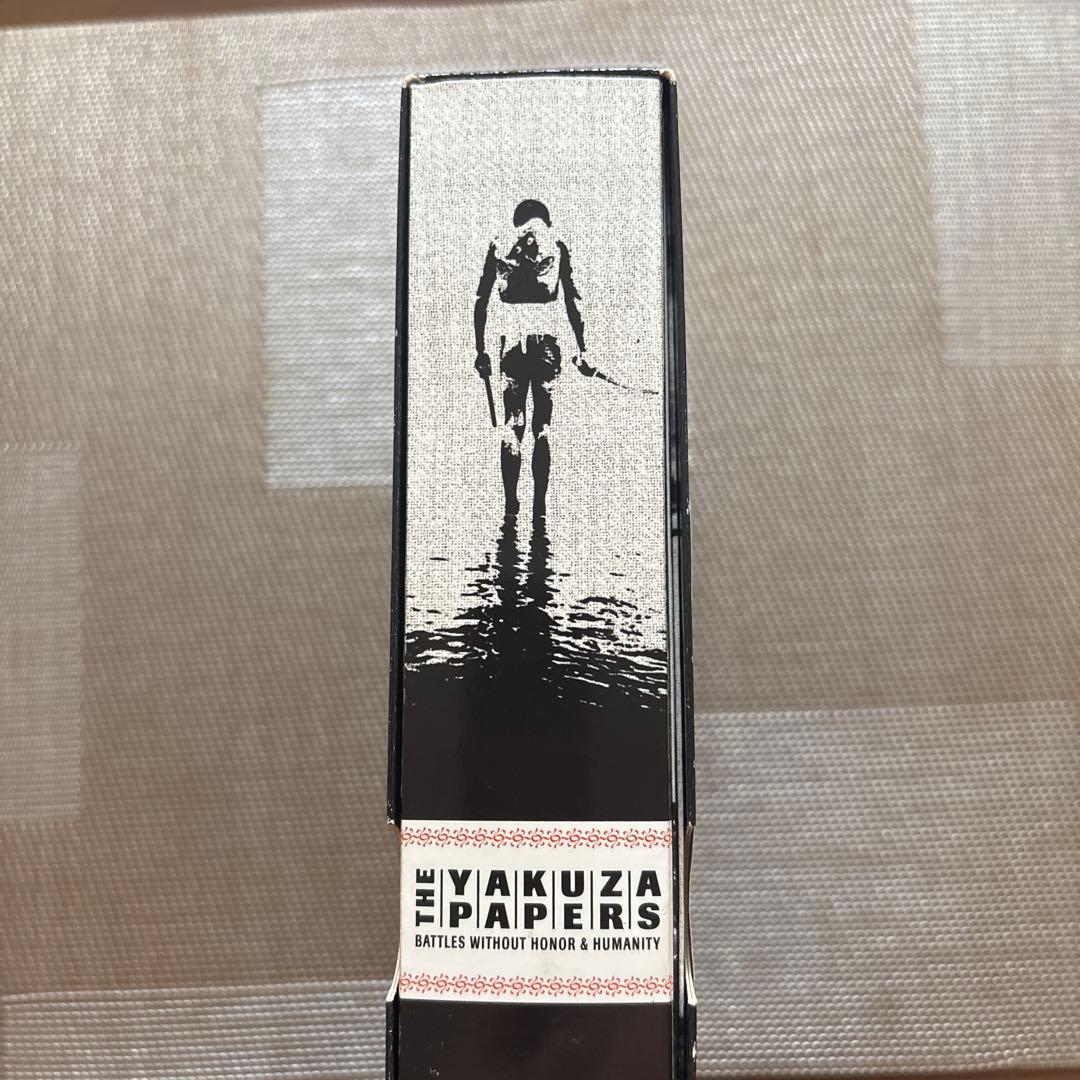 THE YAKUZA
PAPERS
BATTLES WITHOUT HONOR & HUMANITY